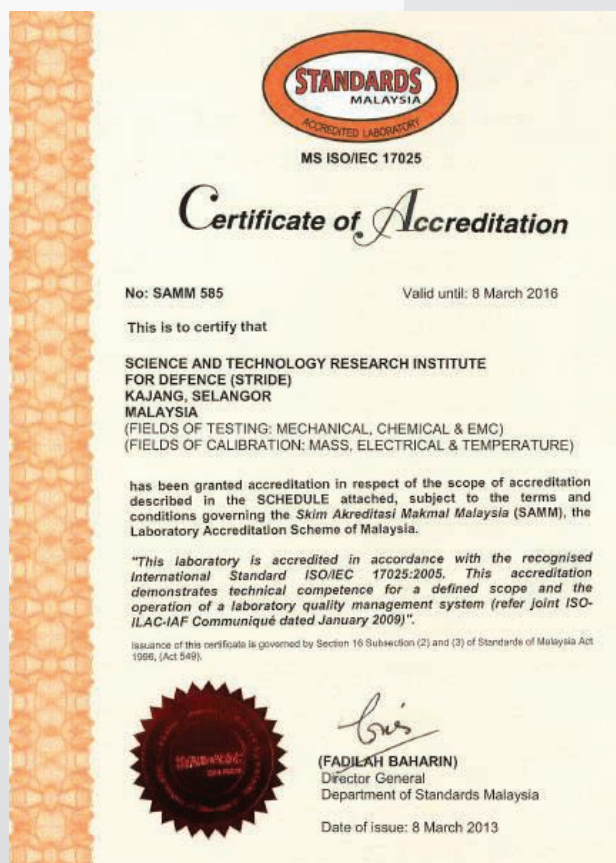 STANDARDS
MALAYSIA
ACCREDITED LABORATORY
MS ISO/IEC 17025
Certificate of Accreditation
No: SAMM 585 Valid until: 8 March 2016
This is to certify that
SCIENCE AND TECHNOLOGY RESEARCH INSTITUTE
FOR DEFENCE (STRIDE)
KAJANG, SELANGOR
MALAYSIA
(FIELDS OF TESTING: MECHANICAL, CHEMICAL & EMC)
(FIELDS OF CALIBRATION: MASS, ELECTRICAL & TEMPERATURE)
has been granted accreditation in respect of the scope of accreditation
described in the SCHEDULE attached, subject to the terms and
conditions governing the Skim Akreditasi Makmal Malaysia (SAMM), the
Laboratory Accreditation Scheme of Malaysia.
"This laboratory is accredited in accordance with the recognised
International Standard ISO/IEC 17025:2005. This accreditation
demonstrates technical competence for a defined scope and the
operation of a laboratory quality management system (refer joint ISO-
ILAC-IAF Communiqué dated January 2009)".
Issuance of this certificate is governed by Section 16 Subsection (2) and (3) of Standards of Malaysia Act
1996, (Act 549).
(FADILAH BAHARIN)
Director General
Department of Standards Malaysia
Date of issue: 8 March 2013